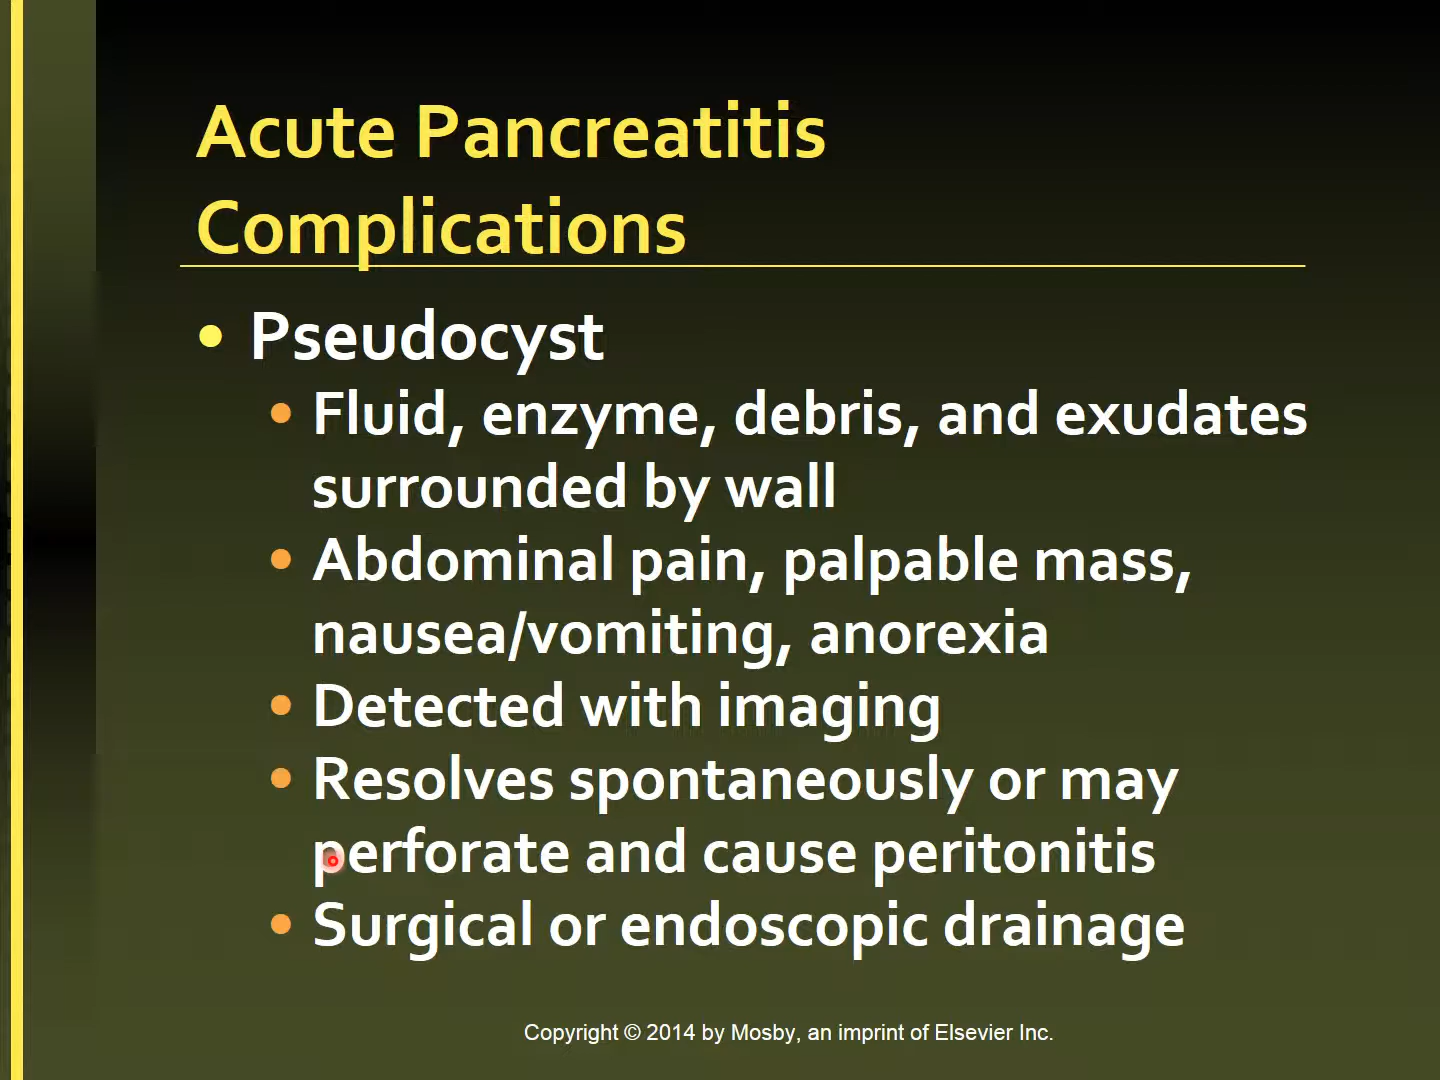 Acute Pancreatitis
Complications
• Pseudocyst
• Fluid, enzyme, debris, and exudates
surrounded by wall
• Abdominal pain, palpable mass,
nausea/vomiting, anorexia
• Detected with imaging
• Resolves spontaneously or may
perforate and cause peritonitis
• Surgical or endoscopic drainage
Copyright © 2014 by Mosby, an imprint of Elsevier Inc.